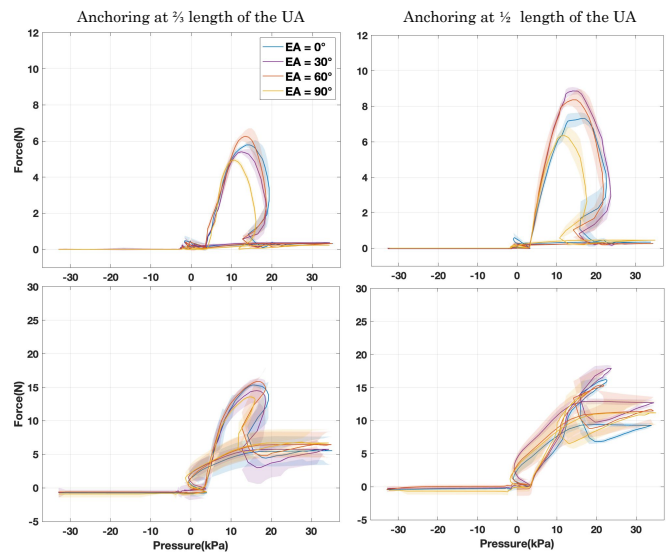 Anchoring at ⅔ length of the UA
Anchoring at ½ length of the UA
12
10
8
6
4
2
0
Force(N)
-30 -20 -10 0 10 20 30
EA = 0°
EA = 30°
EA = 60°
EA = 90°
12
10
8
6
4
2
0
Force(N)
-30 -20 -10 0 10 20 30
30
25
20
15
10
5
0
-5
Force(N)
-30 -20 -10 0 10 20 30
Pressure(kPa)
30
25
20
15
10
5
0
-5
Force(N)
-30 -20 -10 0 10 20 30
Pressure(kPa)